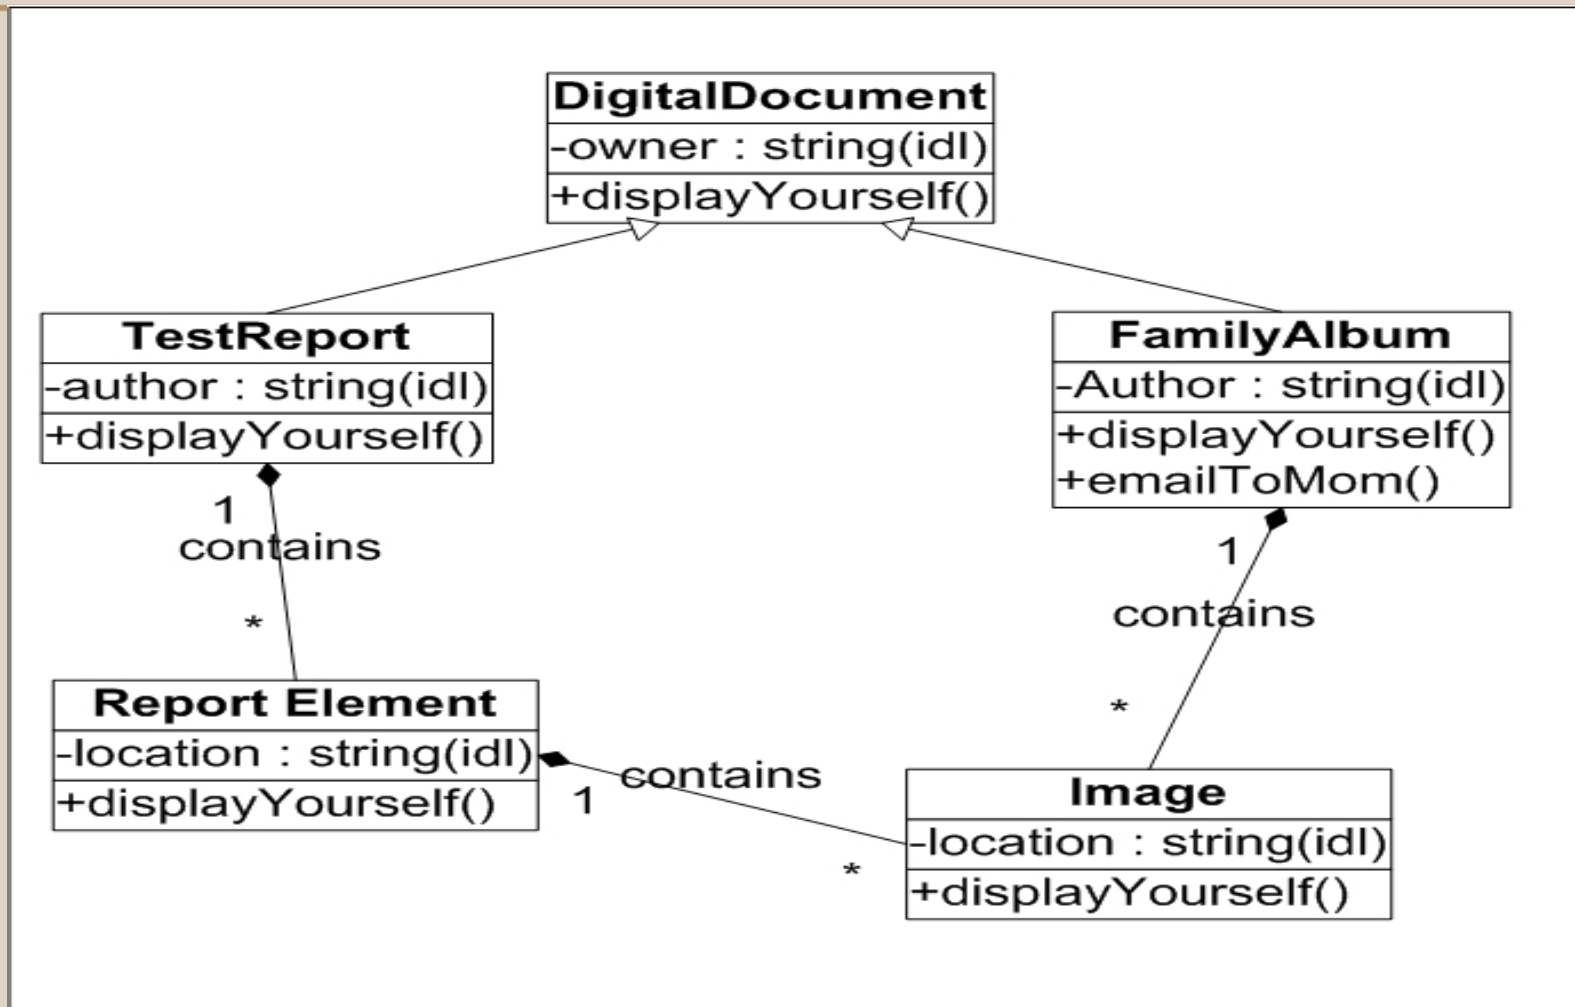 DigitalDocument
-owner : string(idl)
+displayYourself()
TestReport
-author : string(idl)
+displayYourself()
FamilyAlbum
-Author : string(idl)
+displayYourself()
+emailToMom()
1
contains
*
1
contains
*
Report Element
-location : string(idl)
+displayYourself()
1
contains
*
Image
-location : string(idl)
+displayYourself()